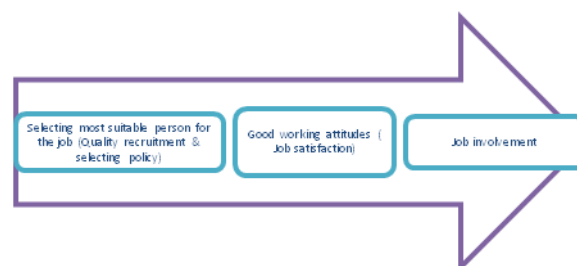 Selecting most suitable person for
the job (Quality recruitment &
selecting policy)
Good working attitudes (
Job satisfaction)
Job involvement